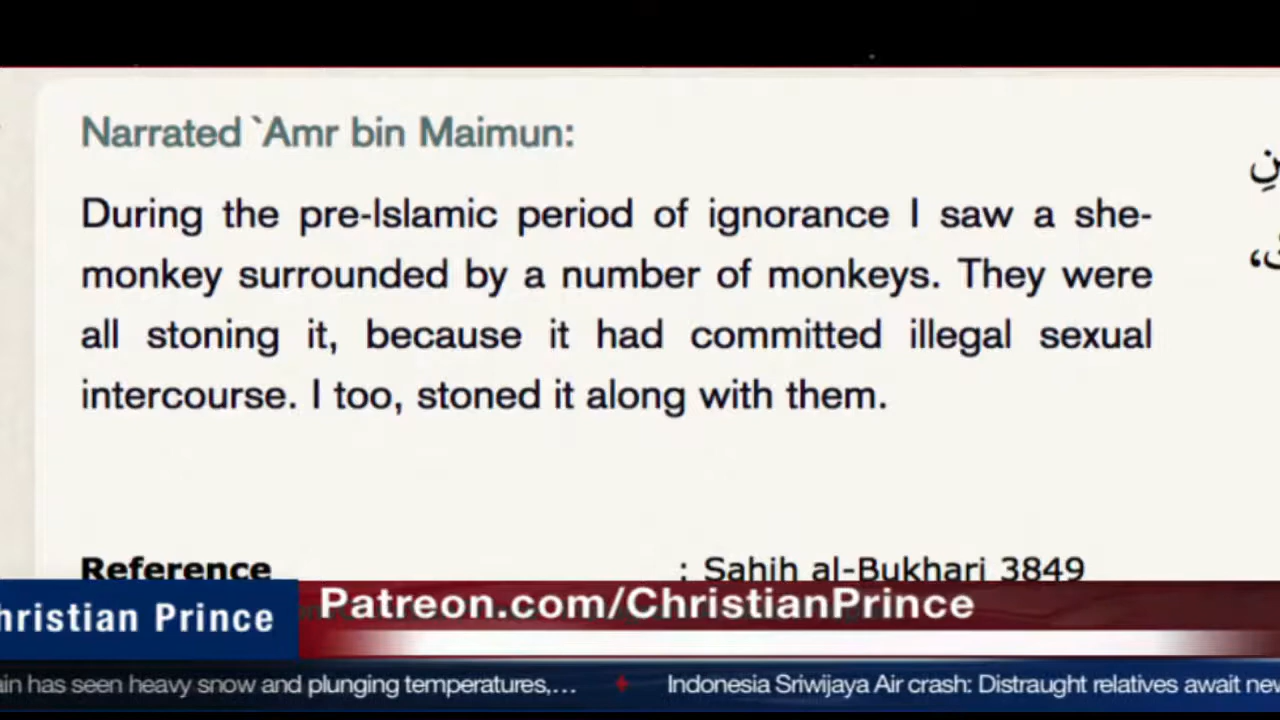 Narrated `Amr bin Maimun:
During the pre-Islamic period of ignorance I saw a she-
monkey surrounded by a number of monkeys. They were
all stoning it, because it had committed illegal sexual
intercourse. I too, stoned it along with them.
Reference : Sahih al-Bukhari 3849
hristian Prince
Patreon.com/ChristianPrince
ain has seen heavy snow and plunging temperatures,... Indonesia Sriwijaya Air crash: Distraught relatives await new